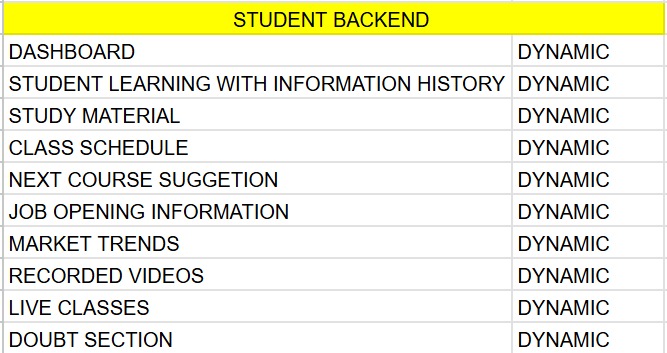 STUDENT BACKEND
DASHBOARD DYNAMIC
STUDENT LEARNING WITH INFORMATION HISTORY DYNAMIC
STUDY MATERIAL DYNAMIC
CLASS SCHEDULE DYNAMIC
NEXT COURSE SUGGETION DYNAMIC
JOB OPENING INFORMATION DYNAMIC
MARKET TRENDS DYNAMIC
RECORDED VIDEOS DYNAMIC
LIVE CLASSES DYNAMIC
DOUBT SECTION DYNAMIC